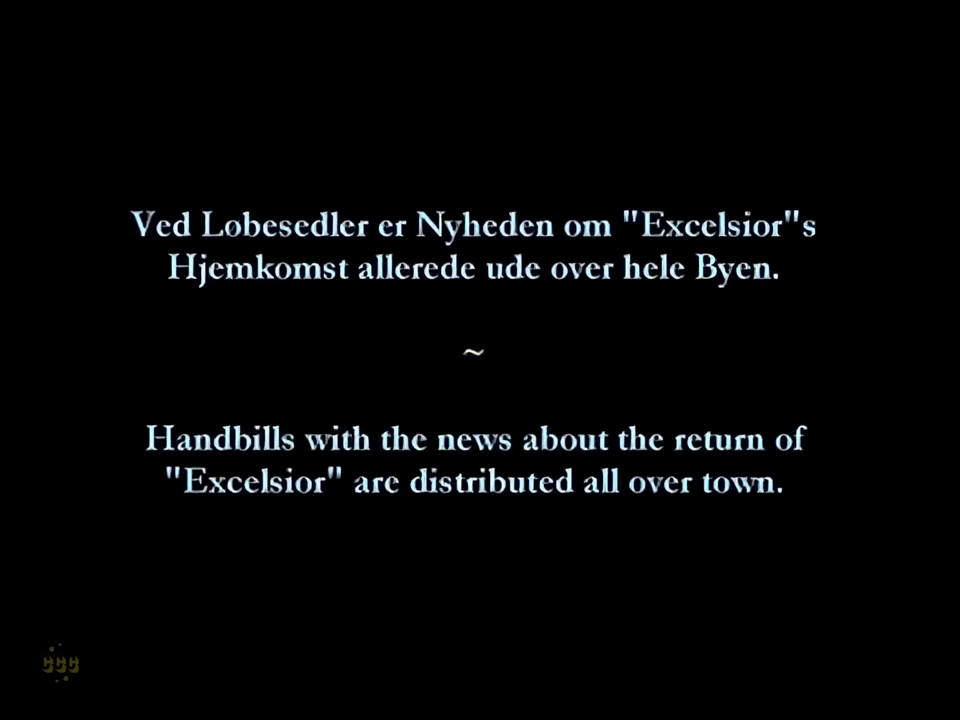 Ved Løbesedler er Nyheden om "Excelsior"s
Hjemkomst allerede ude over hele Byen.
~
Handbills with the news about the return of
"Excelsior" are distributed all over town.
CCC